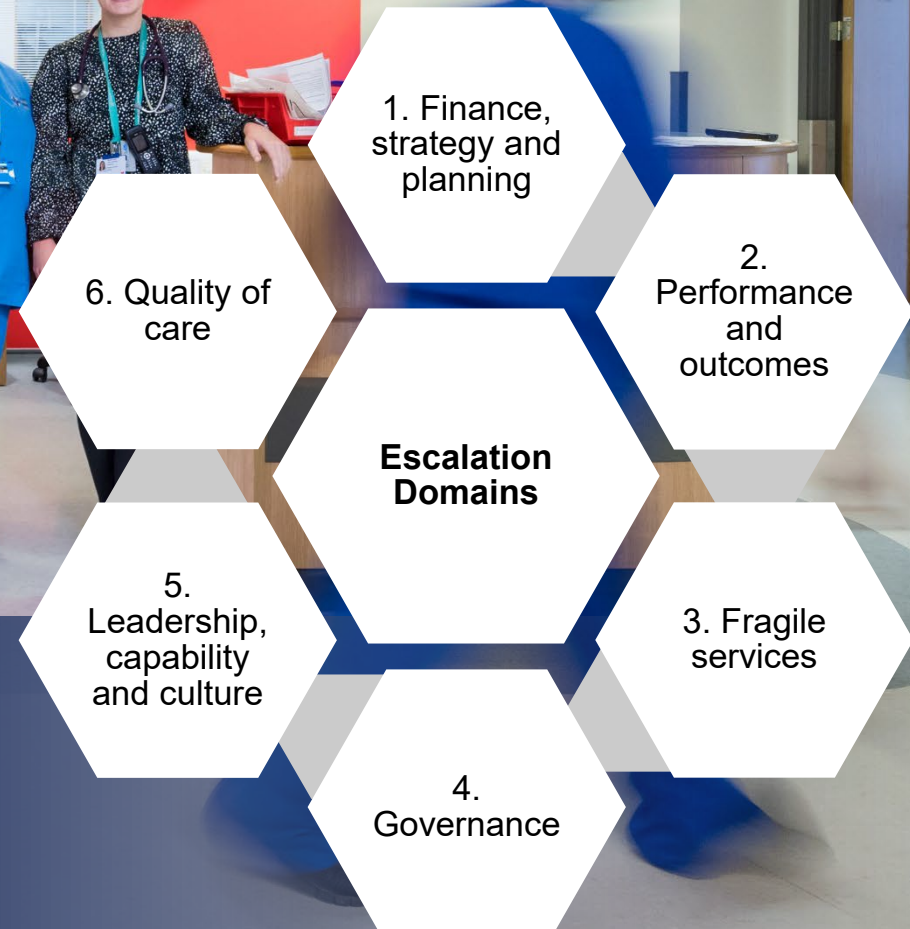 1. Finance,
strategy and
planning
2.
Performance
and
outcomes
3. Fragile
services
4.
Governance
5.
Leadership,
capability
and culture
6. Quality of
care
Escalation
Domains